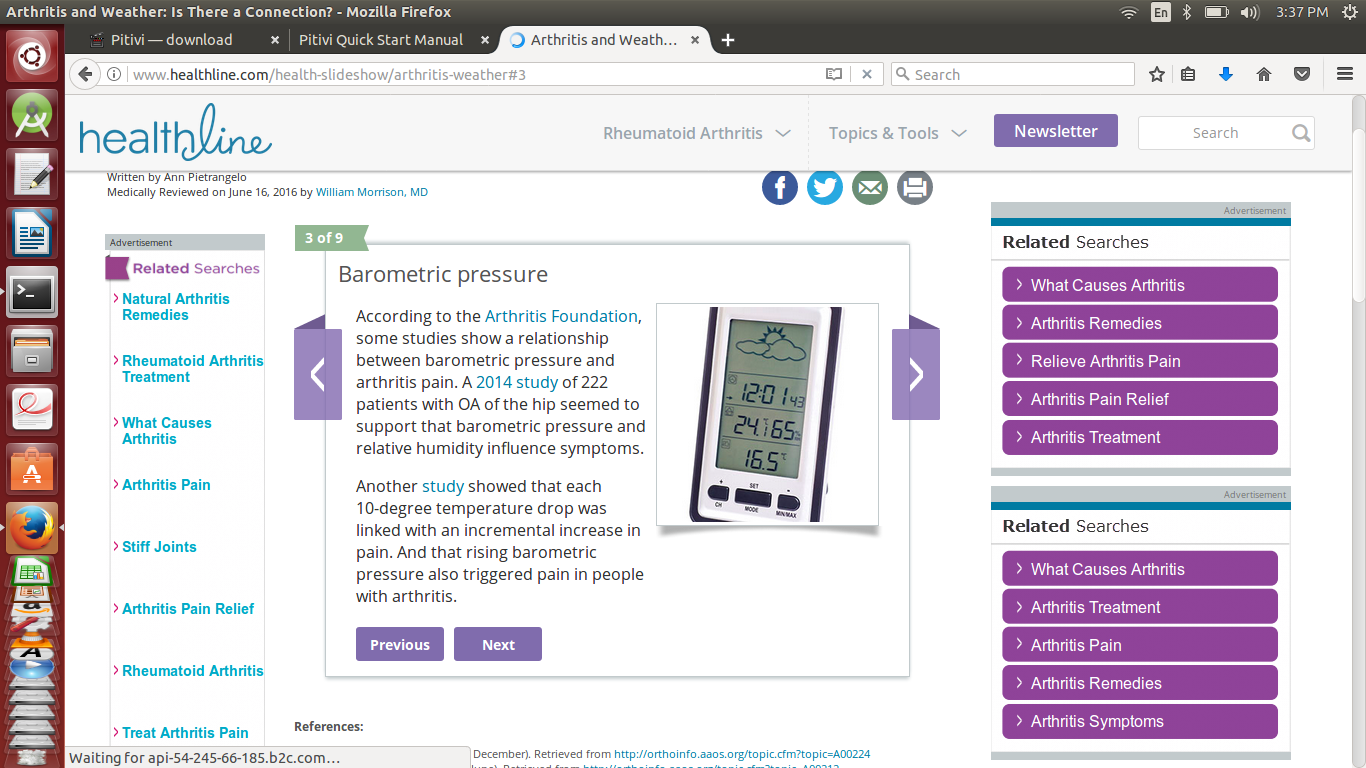 Arthritis and Weather: Is There a Connection? - Mozilla Firefox
En
3:37 PM
Pitivi — download
Pitivi Quick Start Manual
Arthritis and Weath...
www.healthline.com/health-slideshow/arthritis-weather#3
Search
healthline
Rheumatoid Arthritis
Topics & Tools
Newsletter
Search
Written by Ann Pietrangelo
Medically Reviewed on June 16, 2016 by William Morrison, MD
Advertisement
Related Searches
Natural Arthritis
Remedies
Rheumatoid Arthritis
Treatment
What Causes
Arthritis
Arthritis Pain
Stiff Joints
Arthritis Pain Relief
Rheumatoid Arthritis
Treat Arthritis Pain
3 of 9
Barometric pressure
According to the Arthritis Foundation,
some studies show a relationship
between barometric pressure and
arthritis pain. A 2014 study of 222
patients with OA of the hip seemed to
support that barometric pressure and
relative humidity influence symptoms.
Another study showed that each
10-degree temperature drop was
linked with an incremental increase in
pain. And that rising barometric
pressure also triggered pain in people
with arthritis.
12:01 43
24.1 65%
16.5°C
+ SET -
CH MODE MIN/MAX
Previous
Next
References:
December). Retrieved from http://orthoinfo.aaos.org/topic.cfm?topic=A00224
Advertisement
Related Searches
What Causes Arthritis
Arthritis Remedies
Relieve Arthritis Pain
Arthritis Pain Relief
Arthritis Treatment
Advertisement
Related Searches
What Causes Arthritis
Arthritis Treatment
Arthritis Pain
Arthritis Remedies
Arthritis Symptoms
Waiting for api-54-245-66-185.b2c.com...